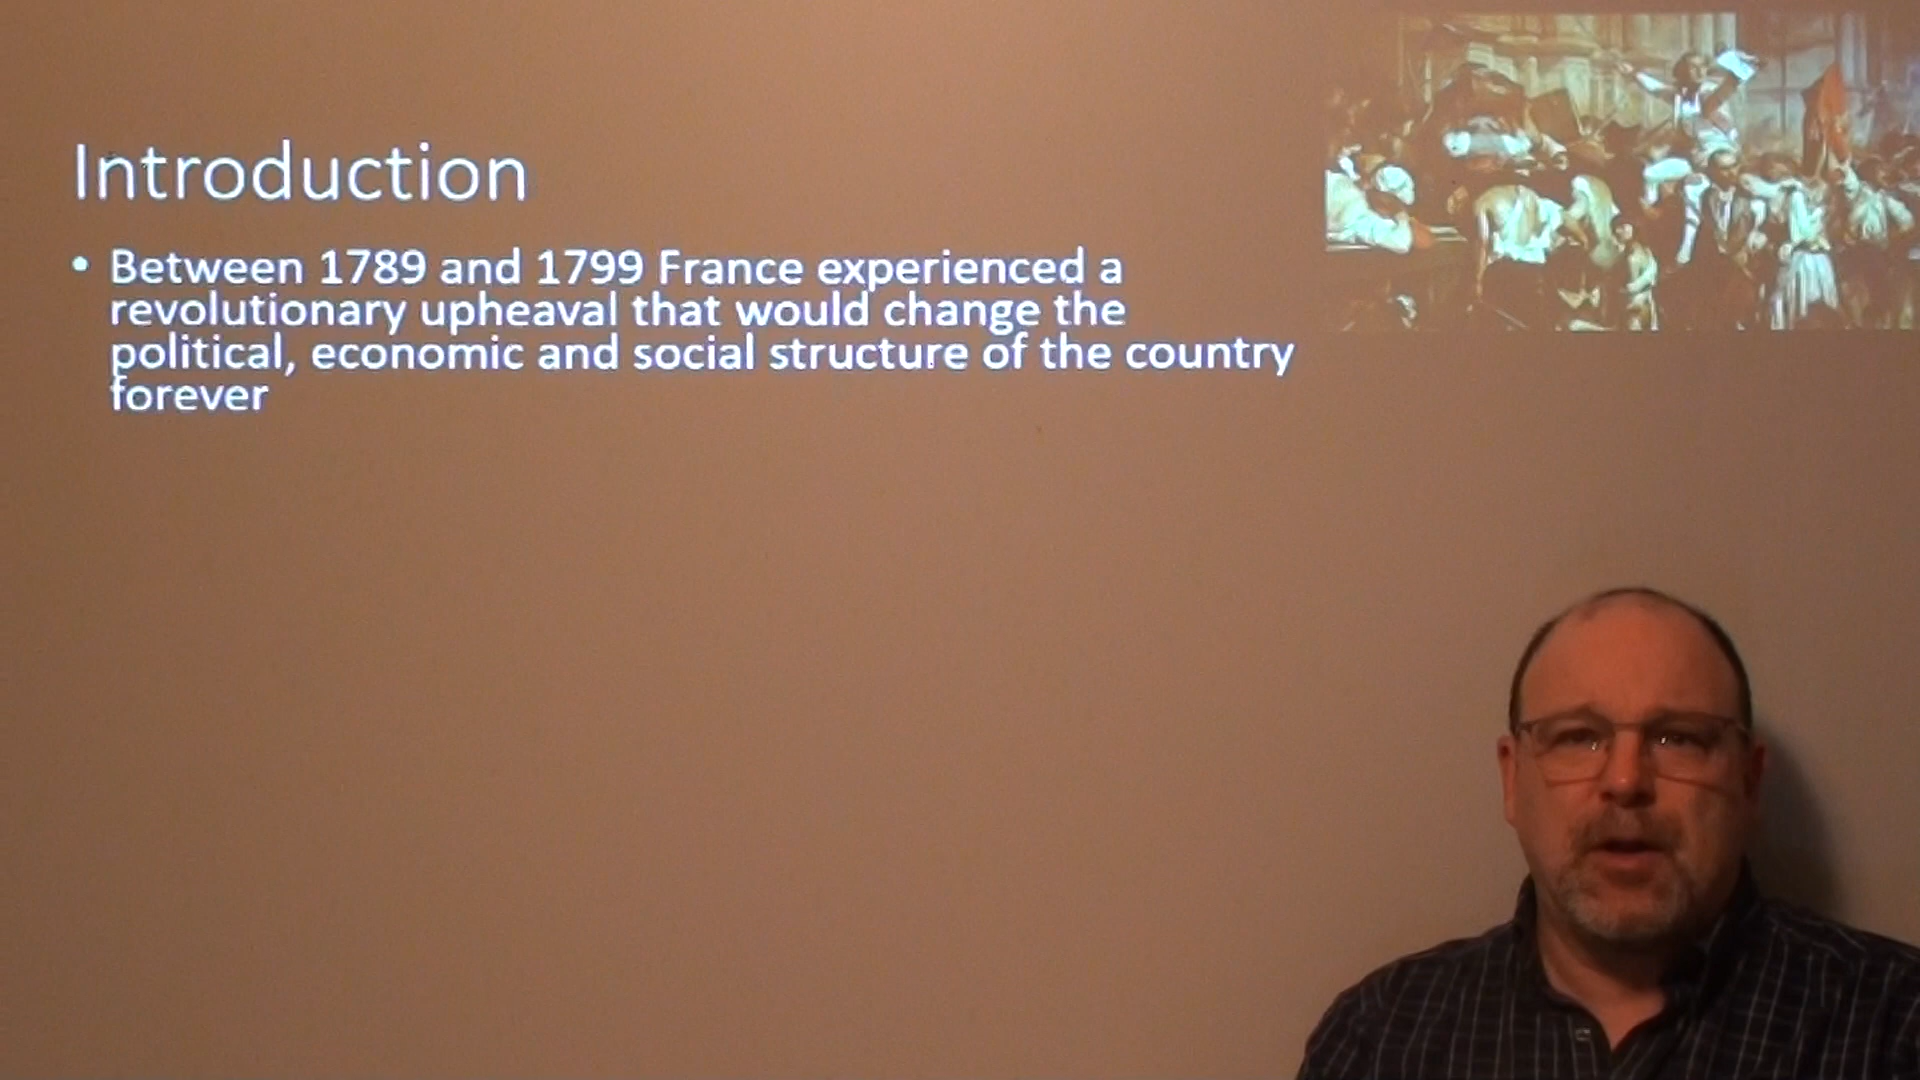 Introduction
• Between 1789 and 1799 France experienced a
revolutionary upheaval that would change the
political, economic and social structure of the country
forever